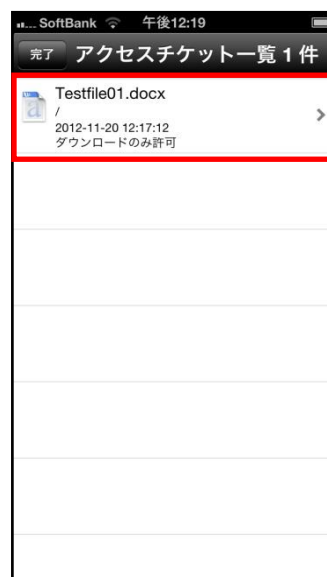 SoftBank 午後12:19
完了 アクセスチケット一覧 1 件
Testfile01.docx
/
2012-11-20 12:17:12
ダウンロードのみ許可